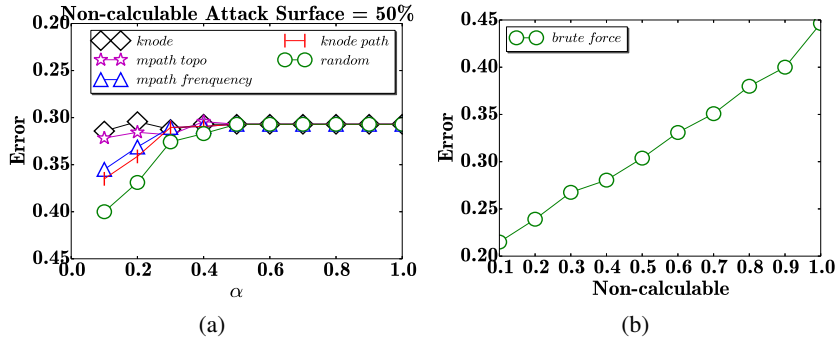 Non-calculable Attack Surface = 50%
0.20
0.25
0.30
0.35
0.40
0.45
Error
knode
mpath topo
mpath frenquency
knode path
random
0.0
0.2
0.4
0.6
0.8
1.0
α
(a)
0.45
0.40
0.35
0.30
0.25
0.20
Error
brute force
0.1
0.2
0.3
0.4
0.5
0.6
0.7
0.8
0.9
1.0
Non-calculable
(b)